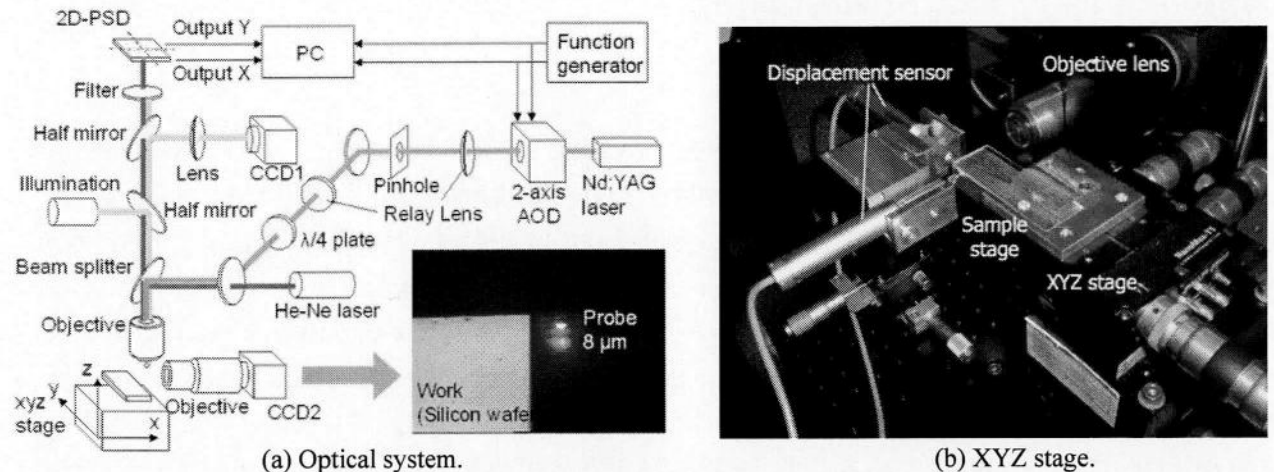 2D-PSD
Output Y
Output X
PC
Function
generator
Filter
Half mirror
Lens
CCD1
Illumination
Half mirror
Pinhole
Relay Lens
2-axis
AOD
Nd:YAG
laser
λ/4 plate
Beam splitter
He-Ne laser
Objective
z
y
x
xyz
stage
Objective
CCD2
Probe
8 μm
Work
(Silicon wafe
(a) Optical system.
Displacement sensor
Objective lens
Sample
stage
XYZ stage
(b) XYZ stage.